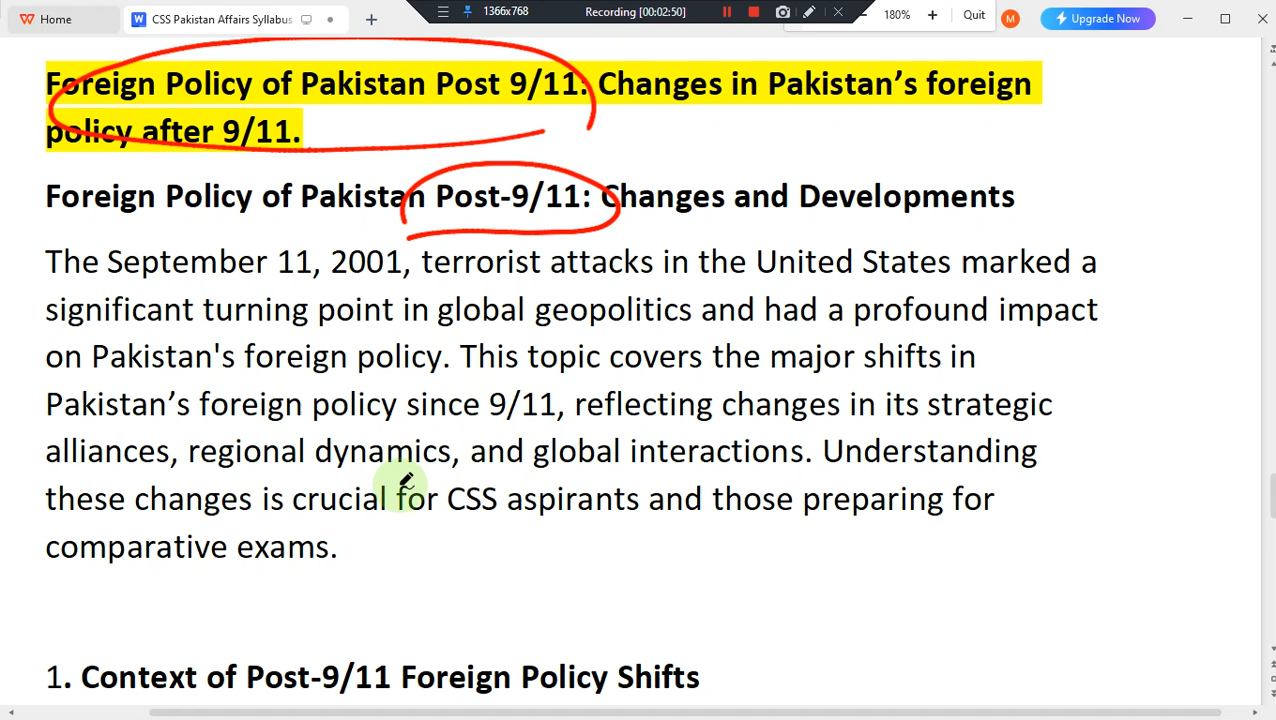 1366x768
Recording [00:02:50]
Home
CSS Pakistan Affairs Syllabus
180%
Quit
M
Upgrade Now
Foreign Policy of Pakistan Post 9/11: Changes in Pakistan’s foreign
policy after 9/11.
Foreign Policy of Pakistan Post-9/11: Changes and Developments
The September 11, 2001, terrorist attacks in the United States marked a
significant turning point in global geopolitics and had a profound impact
on Pakistan's foreign policy. This topic covers the major shifts in
Pakistan’s foreign policy since 9/11, reflecting changes in its strategic
alliances, regional dynamics, and global interactions. Understanding
these changes is crucial for CSS aspirants and those preparing for
comparative exams.
1. Context of Post-9/11 Foreign Policy Shifts